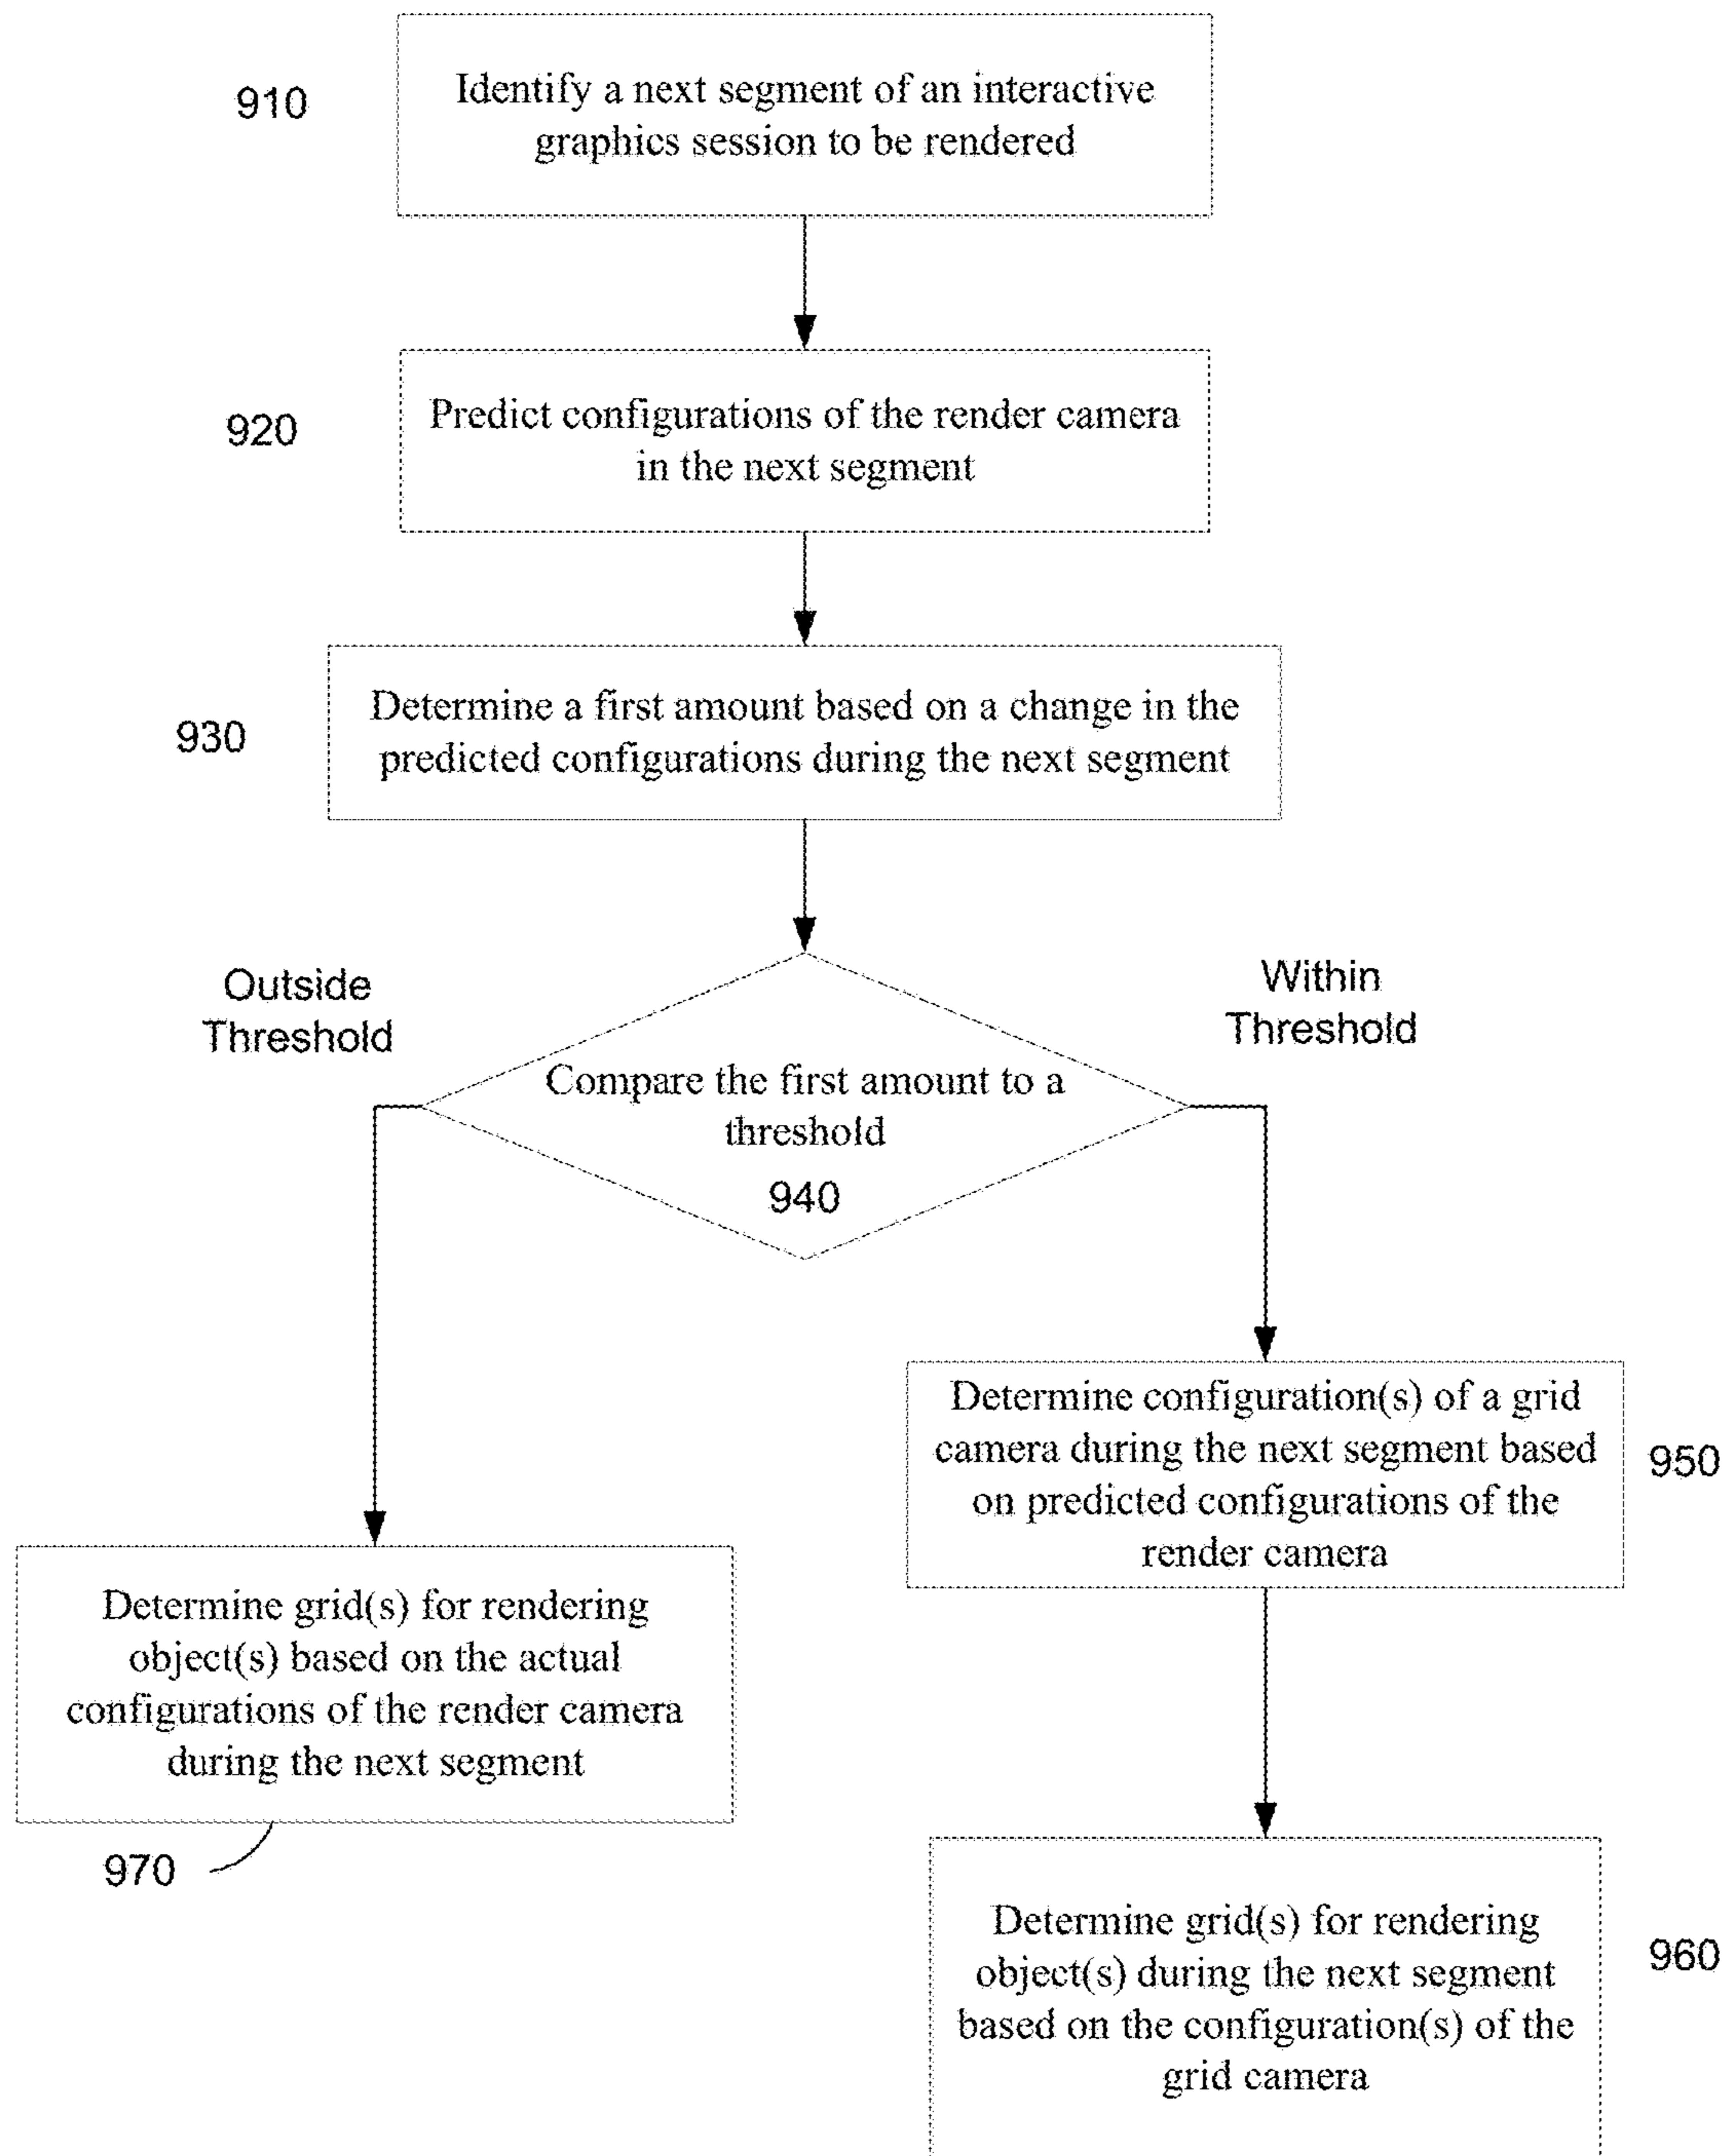 910
Identify a next segment of an interactive
graphics session to be rendered
920
Predict configurations of the render camera
in the next segment
930
Determine a first amount based on a change in the
predicted configurations during the next segment
Outside
Threshold
Within
Threshold
Compare the first amount to a
threshold
940
Determine configuration(s) of a grid
camera during the next segment based
on predicted configurations of the
render camera
950
Determine grid(s) for rendering
object(s) based on the actual
configurations of the render camera
during the next segment
970
Determine grid(s) for rendering
object(s) during the next segment
based on the configuration(s) of the
grid camera
960